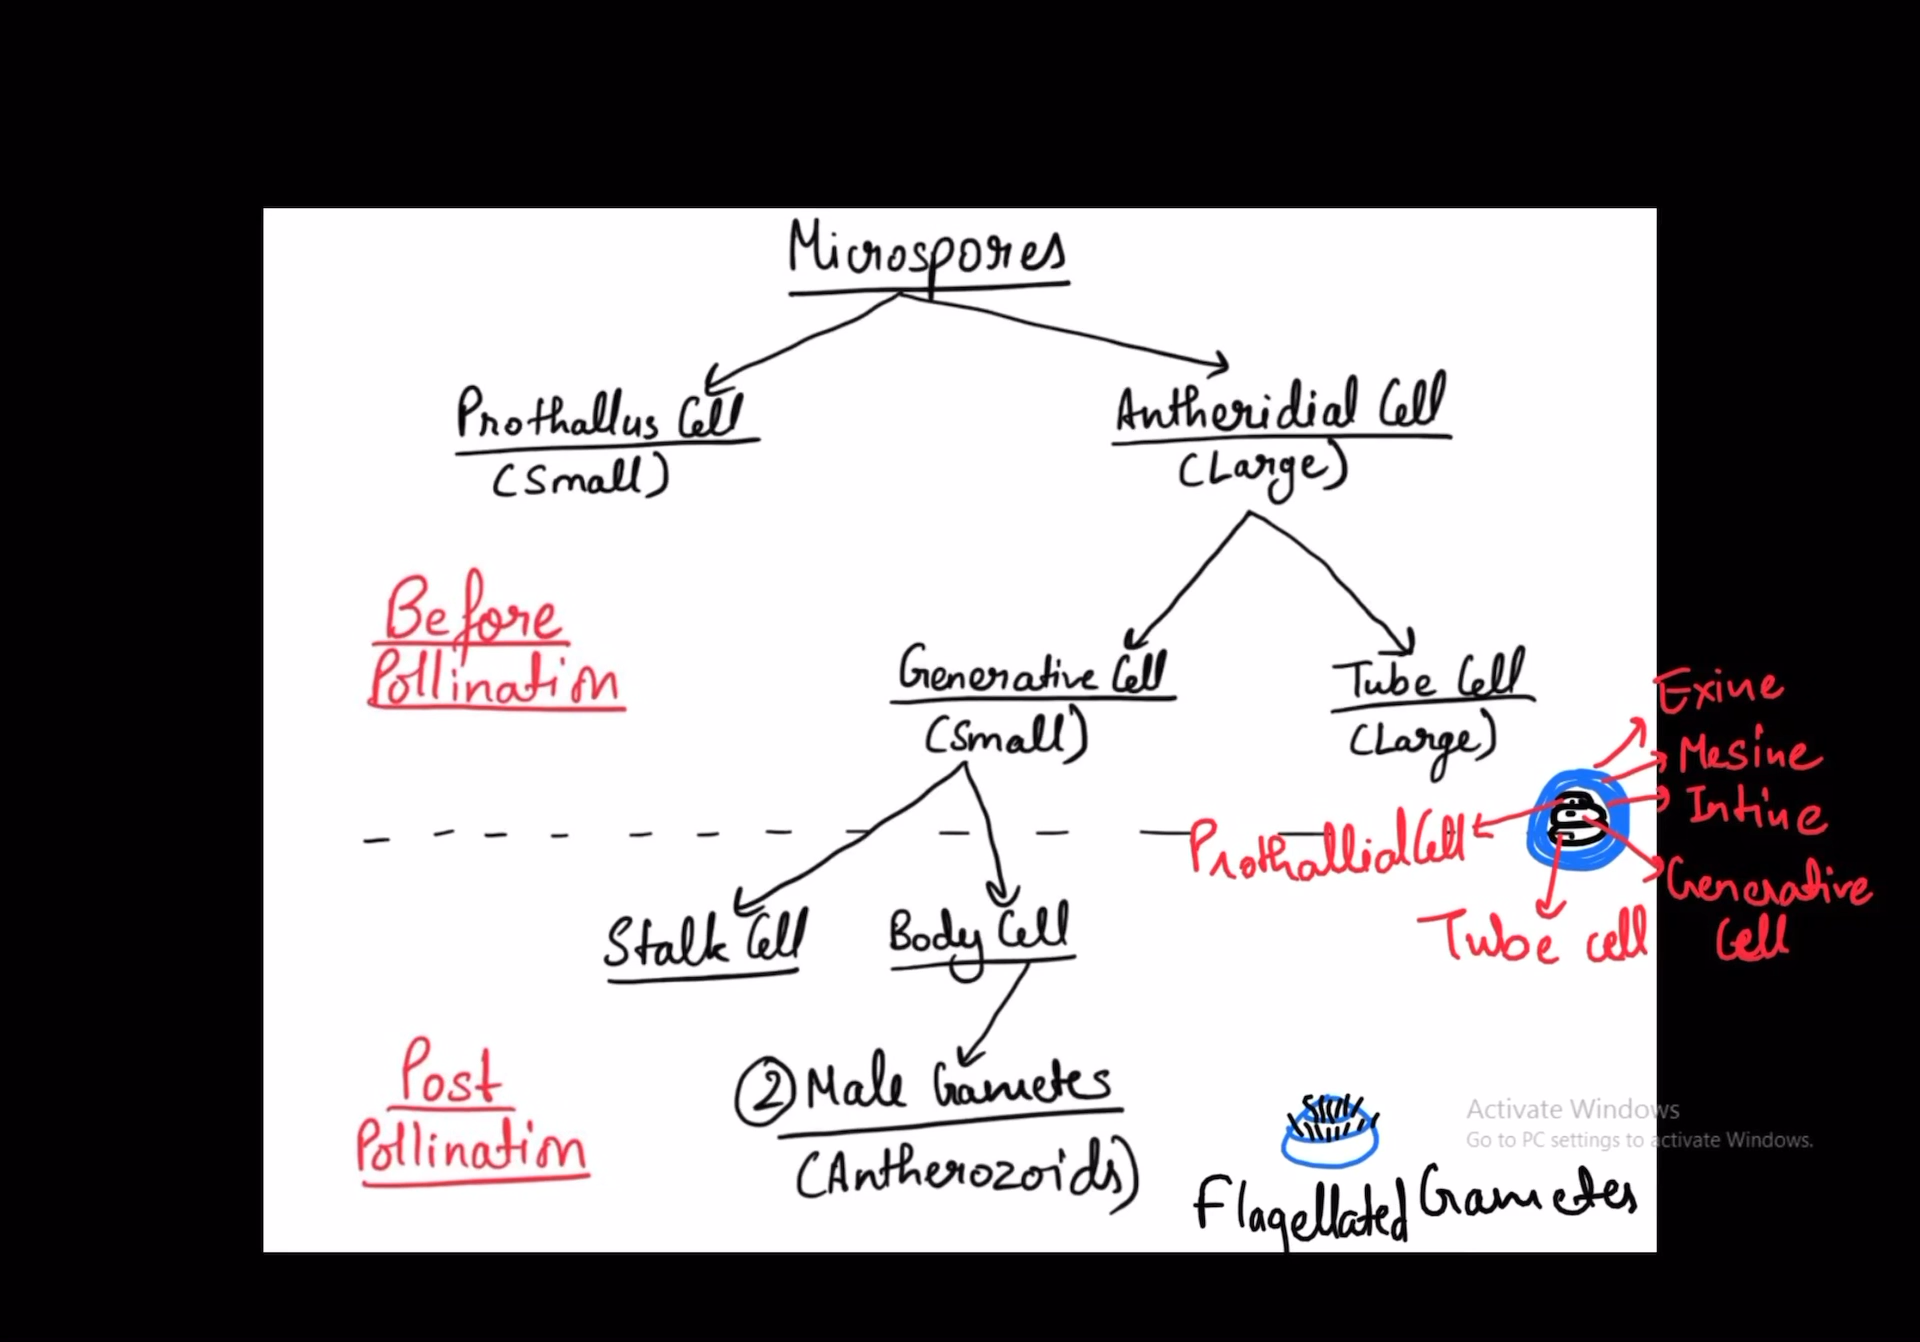 Microspores
Prothallus Cell
(Small)
Antheridial Cell
(Large)
Before
Pollination
Generative Cell
(Small)
Tube Cell
(Large)
Exine
Mesine
Intine
Prothallial Cell
Generative
Cell
Tube cell
Stalk Cell
Body Cell
Post
Pollination
② Male Gametes
(Antherozoids)
Activate Windows
Go to PC settings to activate Windows.
Flagellated Gametes